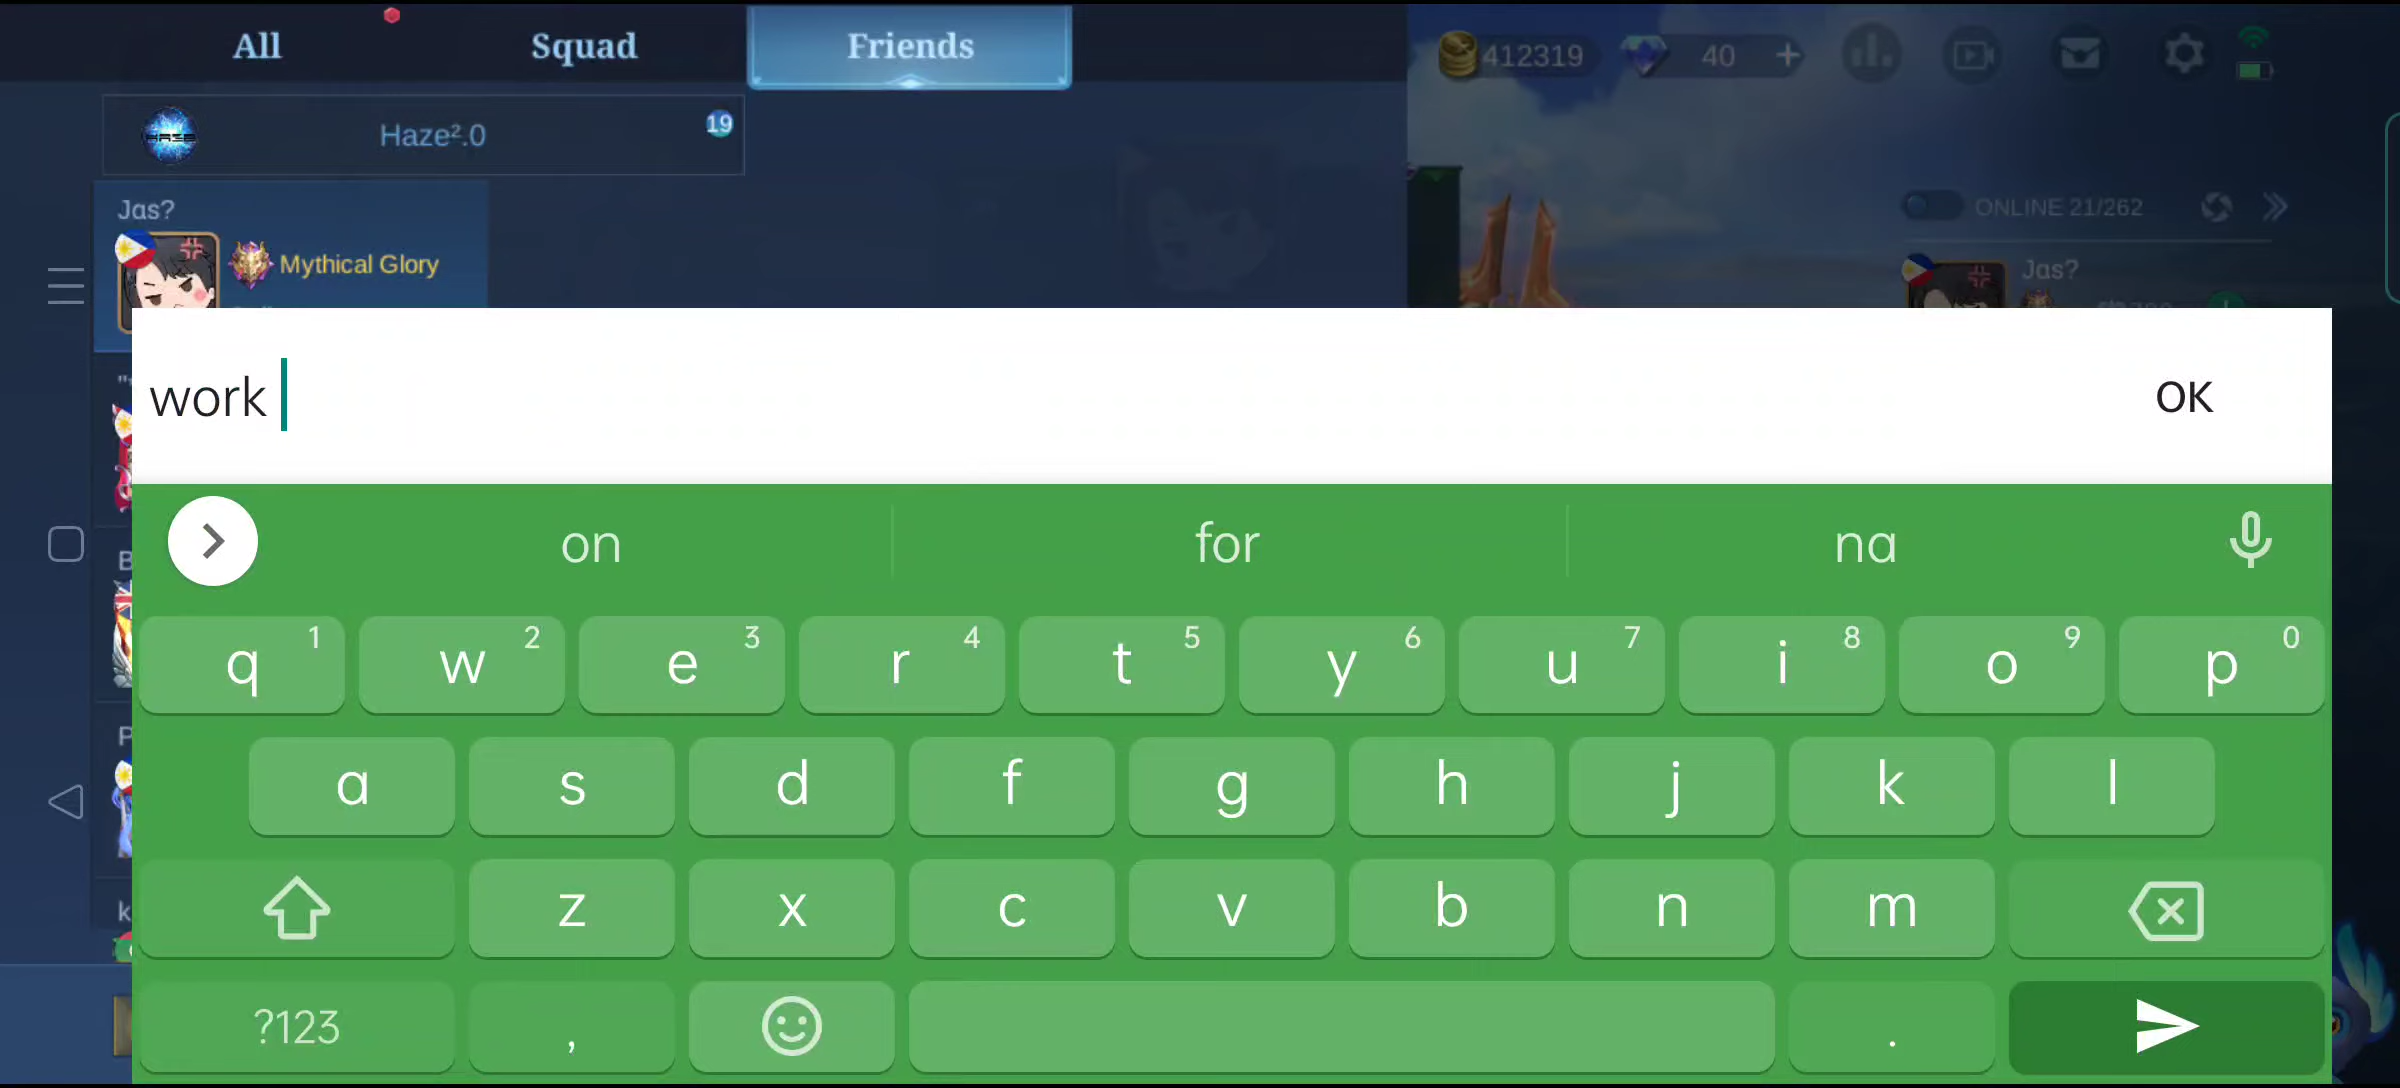 All Squad Friends
412319 40
Haze².0 19
ONLINE 21/262
Jas?
Jas?
Mythical Glory
work OK
on for na
q 1 w 2 e 3 r 4 t 5 y 6 u 7 i 8 o 9 p 0
a s d f g h j k l
z x c v b n m
?123 , .